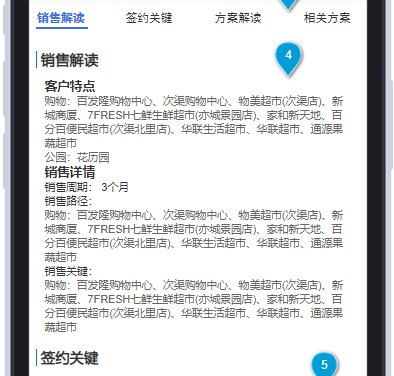 销售解读 签约关键 方案解读 相关方案
4
销售解读
客户特点
购物：百发隆购物中心、次渠购物中心、物美超市(次渠店)、新
城商厦、7FRESH七鲜生鲜超市(亦城景园店)、家和新天地、百
分百便民超市(次渠北里店)、华联生活超市、华联超市、通源果
蔬超市
公园：花历园
销售详情
销售周期： 3个月
销售路径：
购物：百发隆购物中心、次渠购物中心、物美超市(次渠店)、新
城商厦、7FRESH七鲜生鲜超市(亦城景园店)、家和新天地、百
分百便民超市(次渠北里店)、华联生活超市、华联超市、通源果
蔬超市
销售关键：
购物：百发隆购物中心、次渠购物中心、物美超市(次渠店)、新
城商厦、7FRESH七鲜生鲜超市(亦城景园店)、家和新天地、百
分百便民超市(次渠北里店)、华联生活超市、华联超市、通源果
蔬超市
签约关键
5